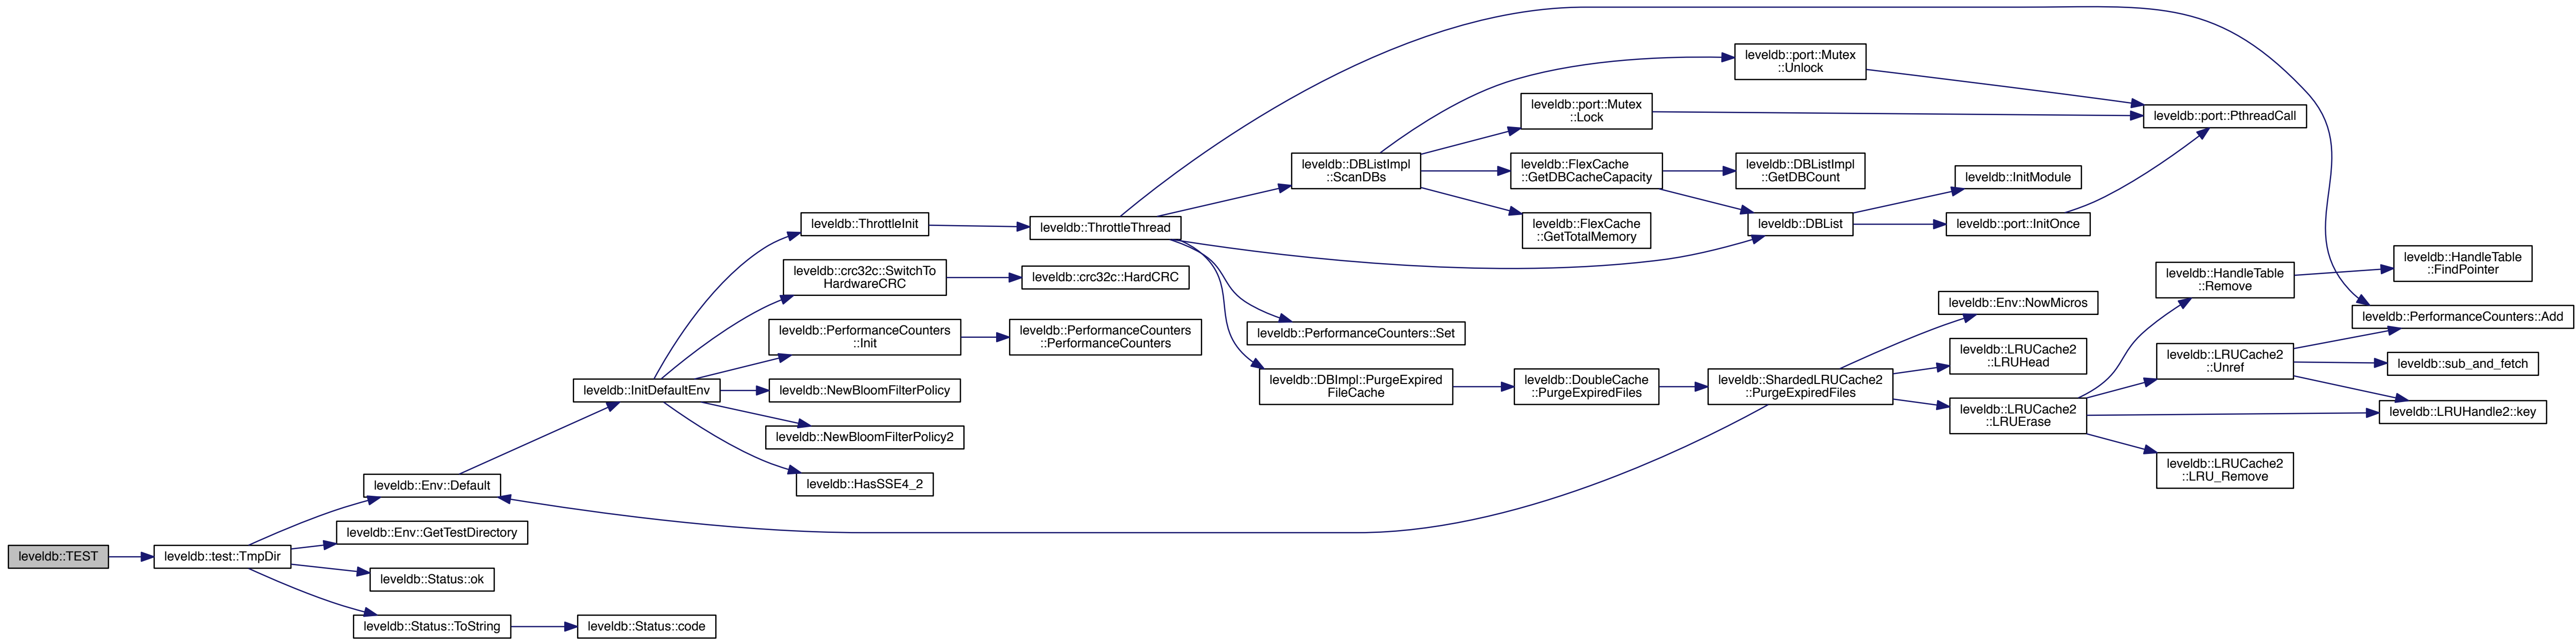 leveldb::TEST
leveldb::test::TmpDir
leveldb::Env::Default
leveldb::Env::GetTestDirectory
leveldb::Status::ok
leveldb::Status::ToString
leveldb::Status::code
leveldb::InitDefaultEnv
leveldb::ThrottleInit
leveldb::crc32c::SwitchTo
HardwareCRC
leveldb::PerformanceCounters
::Init
leveldb::NewBloomFilterPolicy
leveldb::NewBloomFilterPolicy2
leveldb::HasSSE4_2
leveldb::ThrottleThread
leveldb::crc32c::HardCRC
leveldb::PerformanceCounters
::PerformanceCounters
leveldb::DBListImpl
::ScanDBs
leveldb::PerformanceCounters::Set
leveldb::DBImpl::PurgeExpired
FileCache
leveldb::port::Mutex
::Lock
leveldb::FlexCache
::GetDBCacheCapacity
leveldb::FlexCache
::GetTotalMemory
leveldb::DoubleCache
::PurgeExpiredFiles
leveldb::port::Mutex
::Unlock
leveldb::DBListImpl
::GetDBCount
leveldb::DBList
leveldb::ShardedLRUCache2
::PurgeExpiredFiles
leveldb::InitModule
leveldb::port::InitOnce
leveldb::Env::NowMicros
leveldb::LRUCache2
::LRUHead
leveldb::LRUCache2
::LRUErase
leveldb::port::PthreadCall
leveldb::HandleTable
::Remove
leveldb::LRUCache2
::Unref
leveldb::LRUCache2
::LRU_Remove
leveldb::HandleTable
::FindPointer
leveldb::PerformanceCounters::Add
leveldb::sub_and_fetch
leveldb::LRUHandle2::key